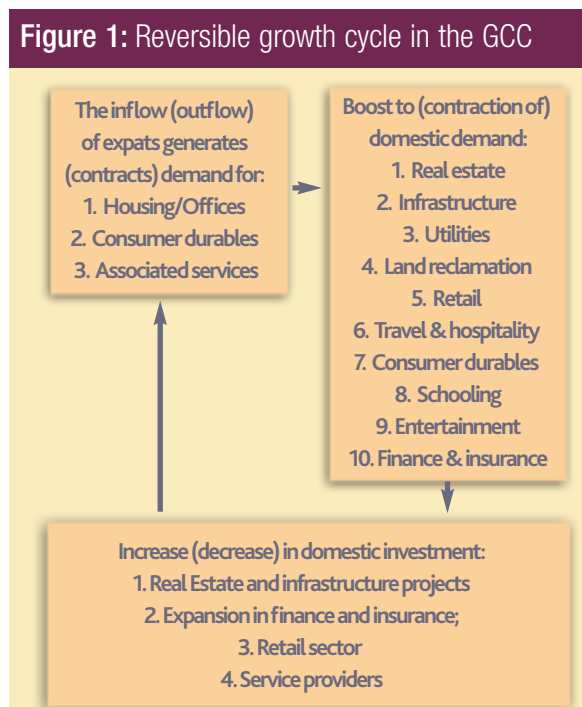 Figure 1: Reversible growth cycle in the GCC
The inflow (outflow)
of expats generates
(contracts) demand for:
1. Housing/Offices
2. Consumer durables
3. Associated services
Boost to (contraction of)
domestic demand:
1. Real estate
2. Infrastructure
3. Utilities
4. Land reclamation
5. Retail
6. Travel & hospitality
7. Consumer durables
8. Schooling
9. Entertainment
10. Finance & insurance
Increase (decrease) in domestic investment:
1. Real Estate and infrastructure projects
2. Expansion in finance and insurance;
3. Retail sector
4. Service providers